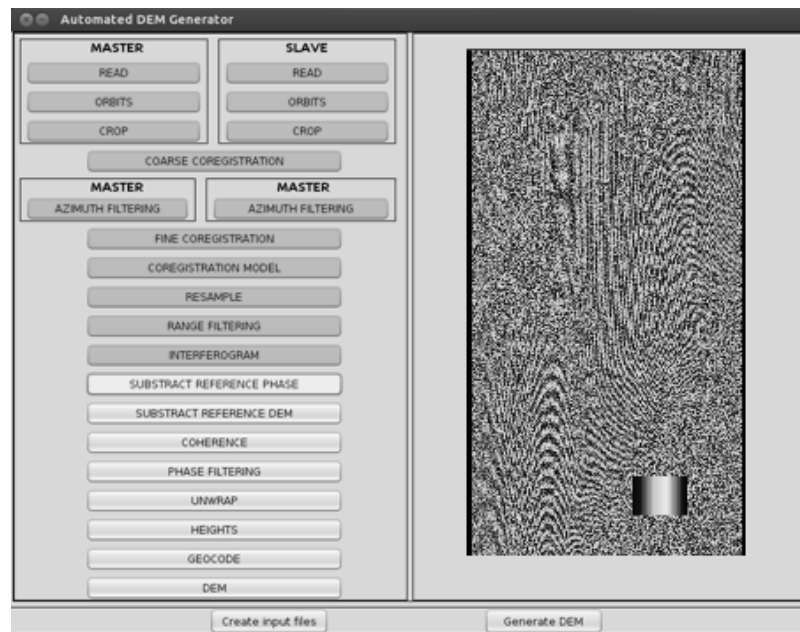 Automated DEM Generator
MASTER SLAVE
READ READ
ORBITS ORBITS
CROP CROP
COARSE COREGISTRATION
MASTER MASTER
AZIMUTH FILTERING AZIMUTH FILTERING
FINE COREGISTRATION
COREGISTRATION MODEL
RESAMPLE
RANGE FILTERING
INTERFEROGRAM
SUBSTRACT REFERENCE PHASE
SUBSTRACT REFERENCE DEM
COHERENCE
PHASE FILTERING
UNWRAP
HEIGHTS
GEOCODE
DEM
Create input files Generate DEM